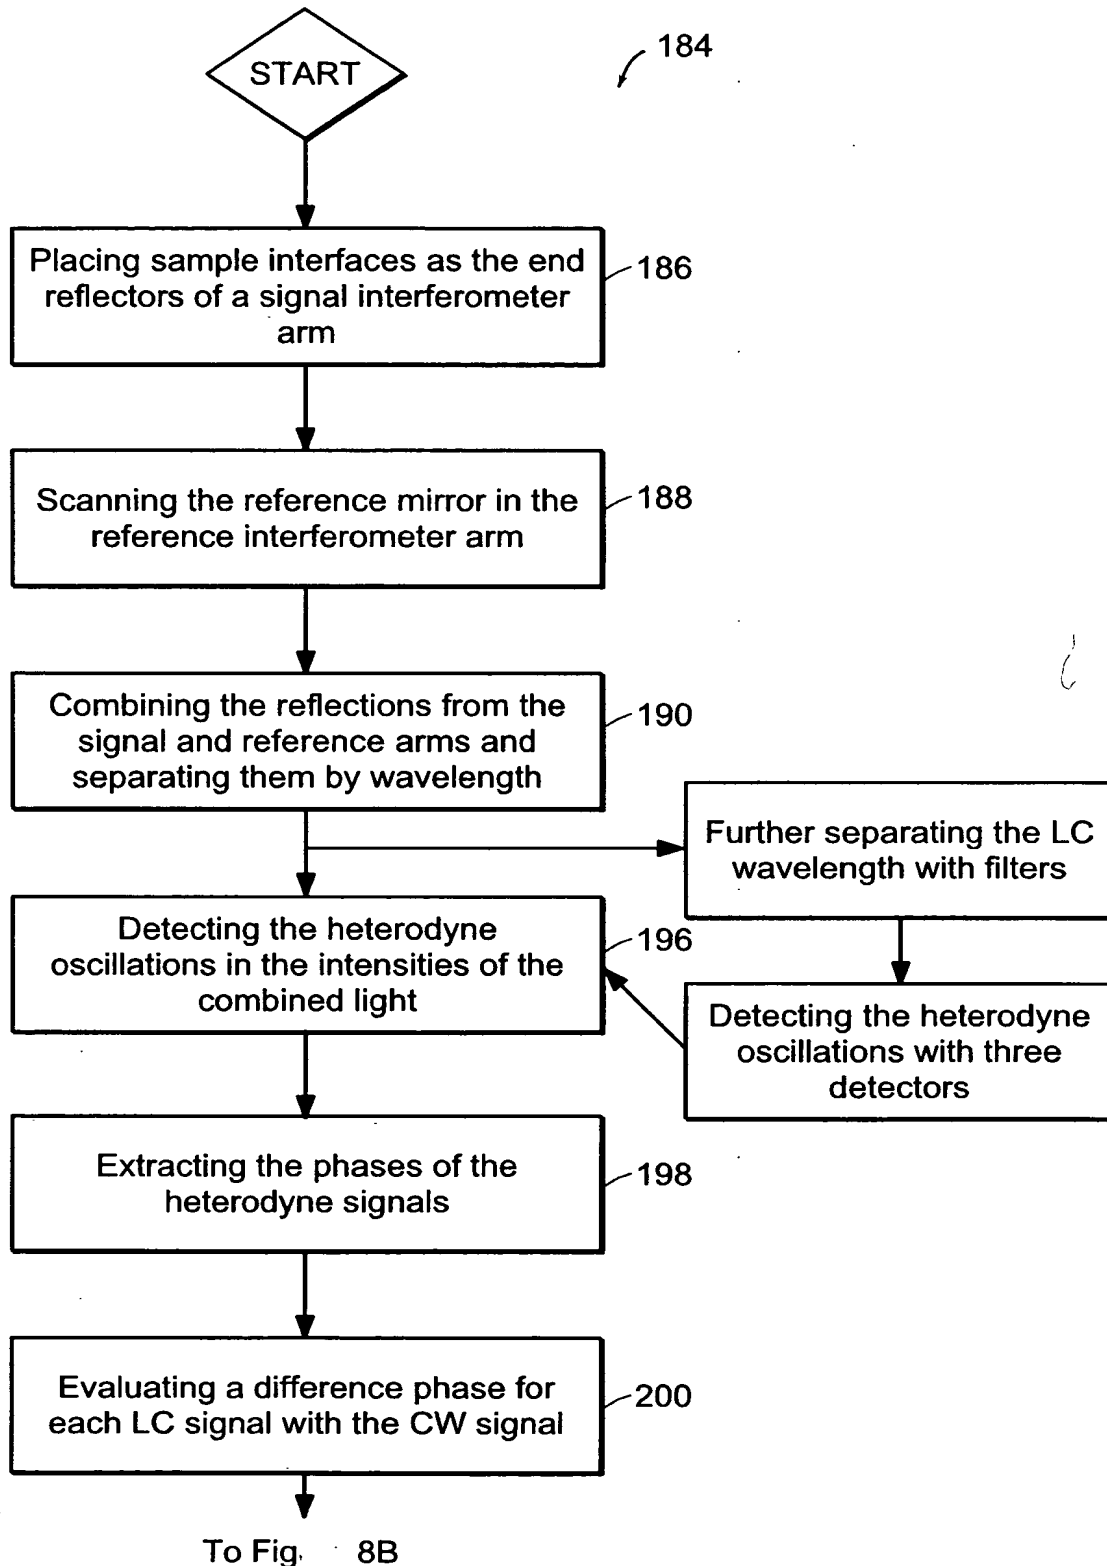 START
184
Placing sample interfaces as the end
reflectors of a signal interferometer
arm
186
Scanning the reference mirror in the
reference interferometer arm
188
Combining the reflections from the
signal and reference arms and
separating them by wavelength
190
Further separating the LC
wavelength with filters
Detecting the heterodyne
oscillations in the intensities of the
combined light
196
Detecting the heterodyne
oscillations with three
detectors
Extracting the phases of the
heterodyne signals
198
Evaluating a difference phase for
each LC signal with the CW signal
200
To Fig. 8B